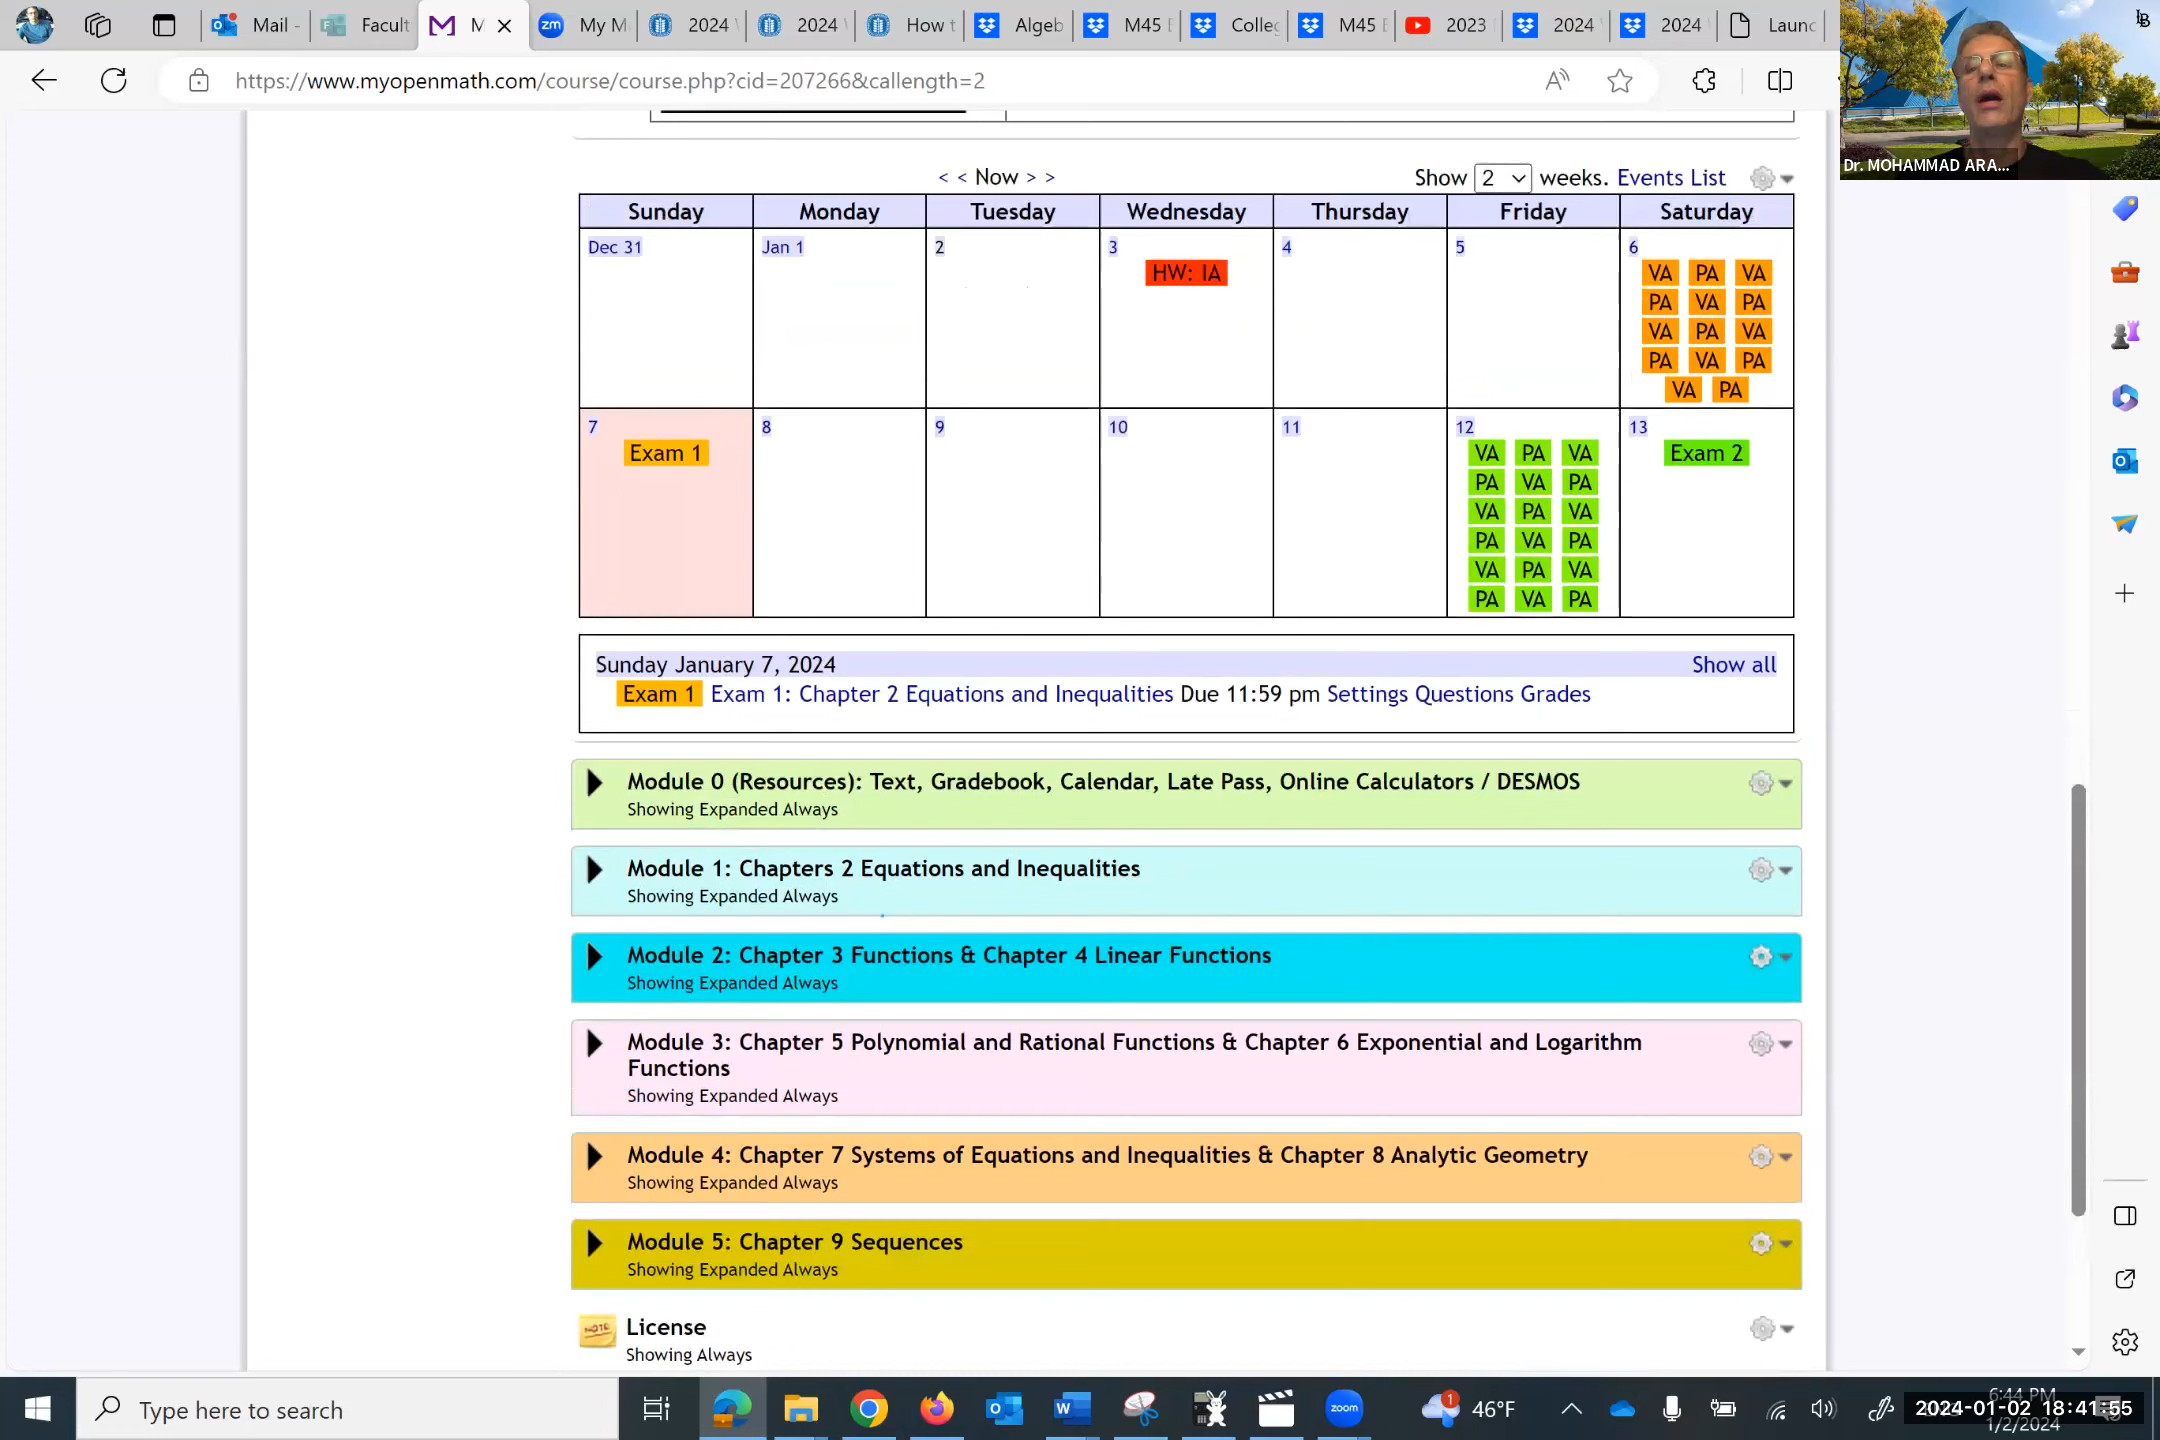 Mail -
Facult
M
My M
2024
2024
How t
Algeb
M45 E
Colleg
M45 E
2023
2024
2024
Launc
https://www.myopenmath.com/course/course.php?cid=207266&callength=2
Dr. MOHAMMAD ARA...
< < Now > >
Show 2 weeks. Events List
Sunday Monday Tuesday Wednesday Thursday Friday Saturday
Dec 31 Jan 1 2 3 4 5 6
HW: IA VA PA VA
PA VA PA
VA PA VA
PA VA PA
VA PA
7 8 9 10 11 12 13
Exam 1 VA PA VA Exam 2
PA VA PA
VA PA VA
PA VA PA
VA PA VA
PA VA PA
Sunday January 7, 2024 Show all
Exam 1 Exam 1: Chapter 2 Equations and Inequalities Due 11:59 pm Settings Questions Grades
Module 0 (Resources): Text, Gradebook, Calendar, Late Pass, Online Calculators / DESMOS
Showing Expanded Always
Module 1: Chapters 2 Equations and Inequalities
Showing Expanded Always
Module 2: Chapter 3 Functions & Chapter 4 Linear Functions
Showing Expanded Always
Module 3: Chapter 5 Polynomial and Rational Functions & Chapter 6 Exponential and Logarithm
Functions
Showing Expanded Always
Module 4: Chapter 7 Systems of Equations and Inequalities & Chapter 8 Analytic Geometry
Showing Expanded Always
Module 5: Chapter 9 Sequences
Showing Expanded Always
NOTE
License
Showing Always
Type here to search
zoom
1
46°F
6:44 PM
2024-01-02 18:41:55
1/2/2024